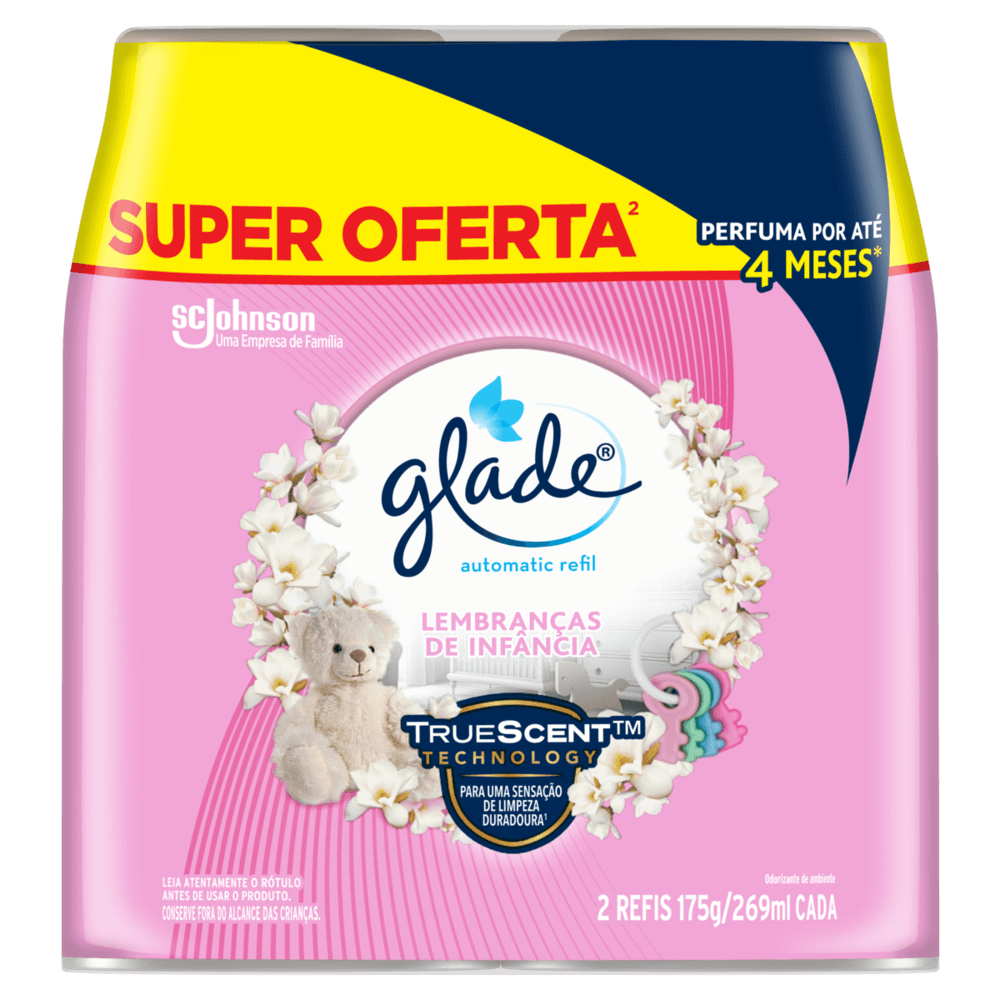 SUPER OFERTA²
PERFUMA POR ATÉ
4 MESES*
SCJohnson
Uma Empresa de Família
glade®
automatic refil
LEMBRANÇAS
DE INFÂNCIA
TRUESCENT™
TECHNOLOGY
PARA UMA SENSAÇÃO
DE LIMPEZA
DURADOURA¹
LEIA ATENTAMENTE O RÓTULO
ANTES DE USAR O PRODUTO.
CONSERVE FORA DO ALCANCE DAS CRIANÇAS.
Odorizante de ambiente
2 REFIS 175g/269ml CADA